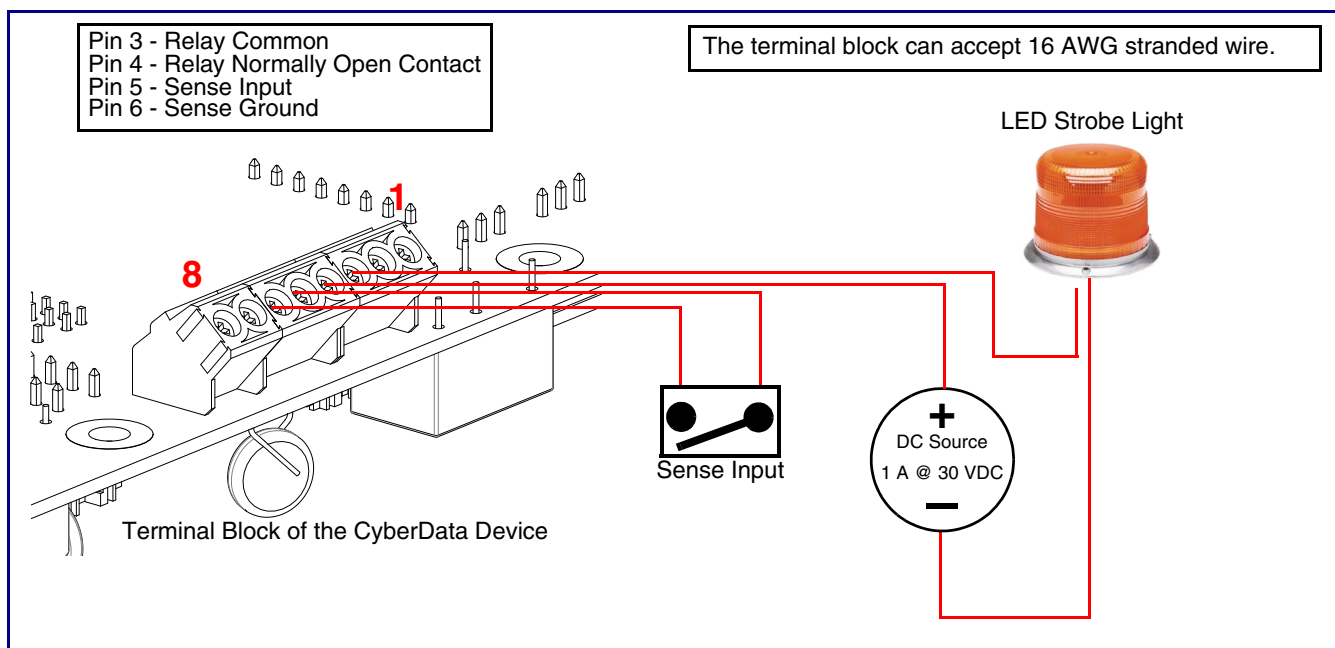 Pin 3 - Relay Common
Pin 4 - Relay Normally Open Contact
Pin 5 - Sense Input
Pin 6 - Sense Ground
The terminal block can accept 16 AWG stranded wire.
LED Strobe Light
1
8
+
DC Source
1 A @ 30 VDC
−
Sense Input
Terminal Block of the CyberData Device